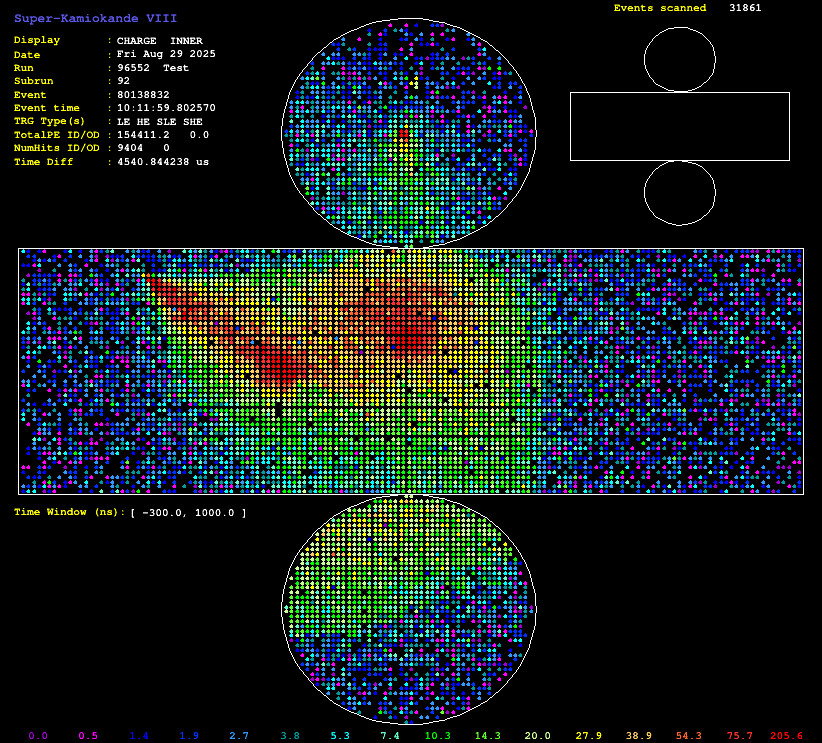 Super-Kamiokande VIII
Events scanned 31861
Display : CHARGE INNER
Date : Fri Aug 29 2025
Run : 96552 Test
Subrun : 92
Event : 80138832
Event time : 10:11:59.802570
TRG Type(s) : LE HE SLE SHE
TotalPE ID/OD : 154411.2 0.0
NumHits ID/OD : 9404 0
Time Diff : 4540.844238 us
Time Window (ns): [ -300.0, 1000.0 ]
0.0 0.5 1.4 1.9 2.7 3.8 5.3 7.4 10.3 14.3 20.0 27.9 38.9 54.3 75.7 205.6